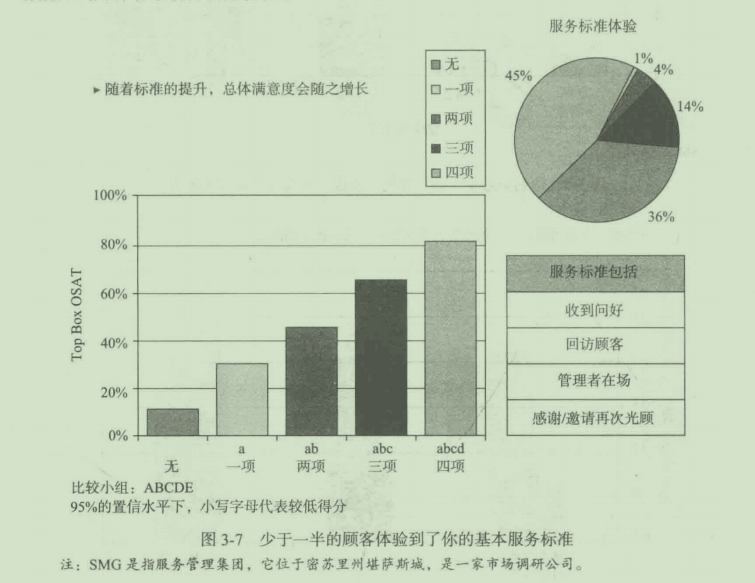 服务标准体验
▸ 随着标准的提升，总体满意度会随之增长
无
一项
两项
三项
四项
1%
4%
14%
36%
45%
100%
80%
60%
40%
20%
0%
Top Box OSAT
a ab abc abcd
无 一项 两项 三项 四项
服务标准包括
收到问好
回访顾客
管理者在场
感谢/邀请再次光顾
比较小组：ABCDE
95%的置信水平下，小写字母代表较低得分
图 3-7 少于一半的顾客体验到了你的基本服务标准
注：SMG 是指服务管理集团，它位于密苏里州堪萨斯城，是一家市场调研公司。